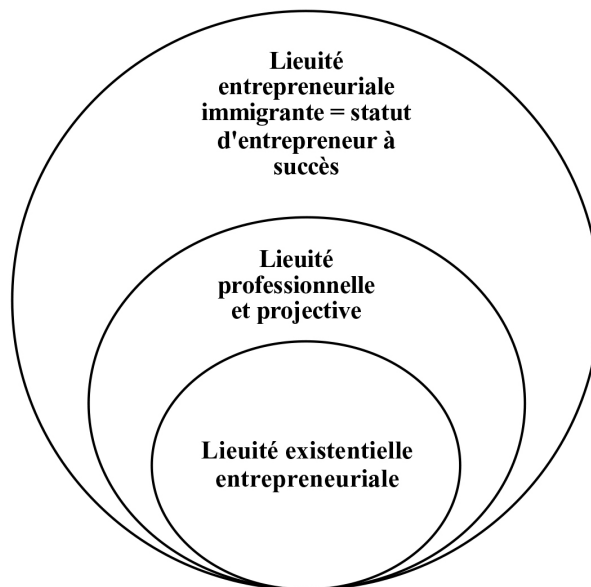 Lieuité
entrepreneuriale
immigrante = statut
d'entrepreneur à
succès
Lieuité
professionnelle
et projective
Lieuité existentielle
entrepreneuriale